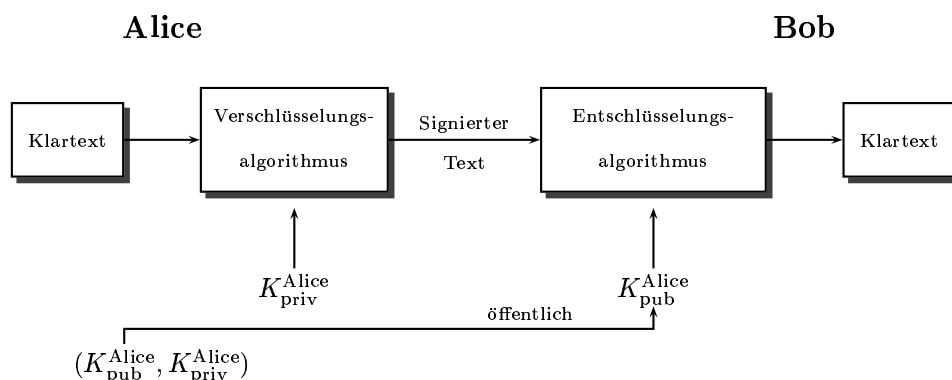 Alice
Bob
Klartext
Verschlüsselungs-
algorithmus
Signierter
Text
Entschlüsselungs-
algorithmus
Klartext
K_priv^Alice
K_pub^Alice
öffentlich
(K_pub^Alice, K_priv^Alice)